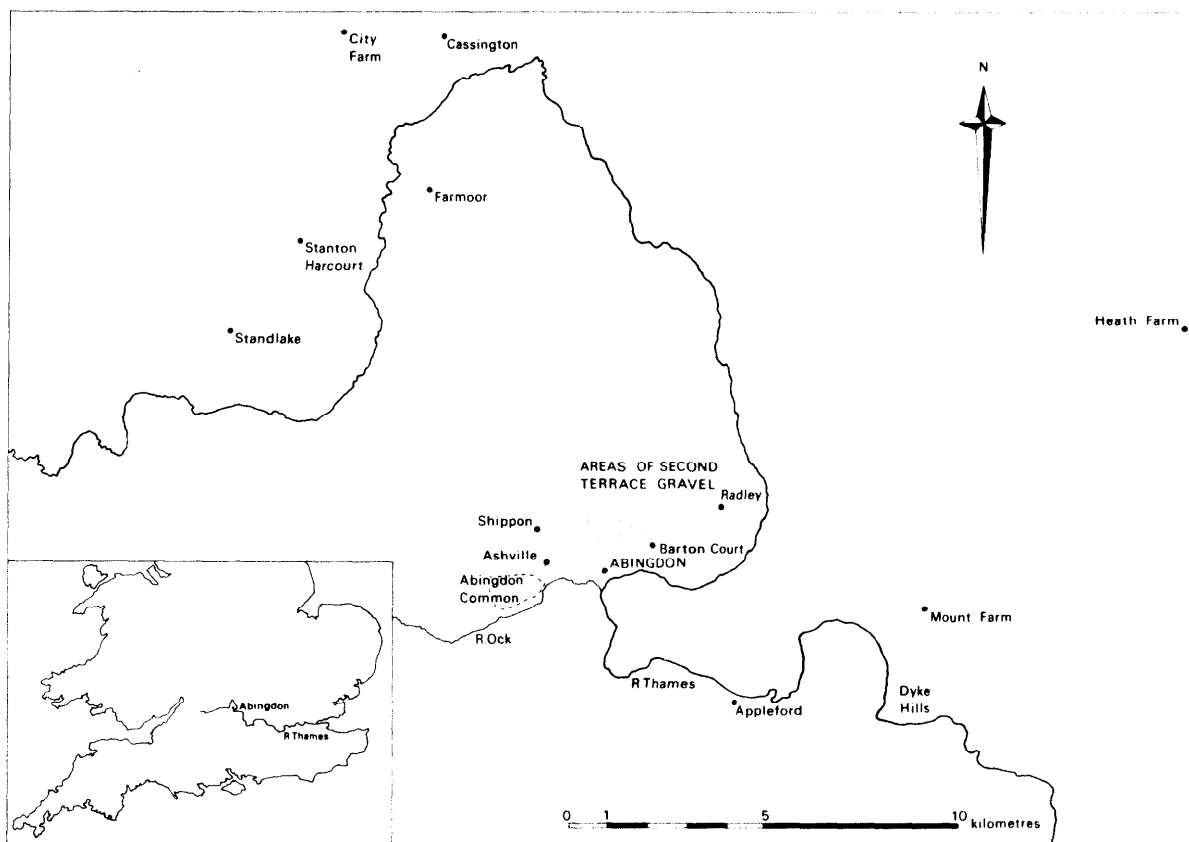 City
Farm
Cassington
N
Farmoor
Stanton
Harcourt
Heath Farm
Standlake
AREAS OF SECOND
TERRACE GRAVEL
Radley
Shippon
Barton Court
Ashville
ABINGDON
Abingdon
Common
Mount Farm
R.Ock
R.Thames
Dyke
Hills
Appleford
Abingdon
R.Thames
0 1 5 10 kilometres